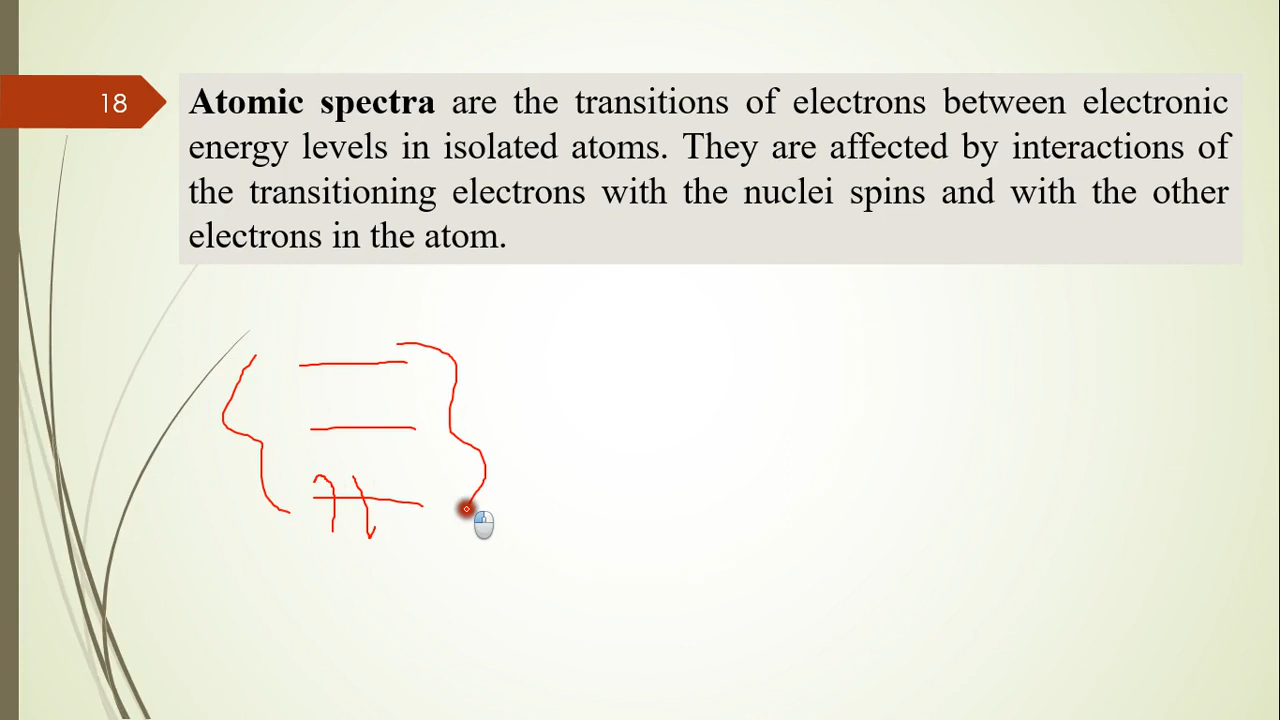 18
Atomic spectra are the transitions of electrons between electronic
energy levels in isolated atoms. They are affected by interactions of
the transitioning electrons with the nuclei spins and with the other
electrons in the atom.